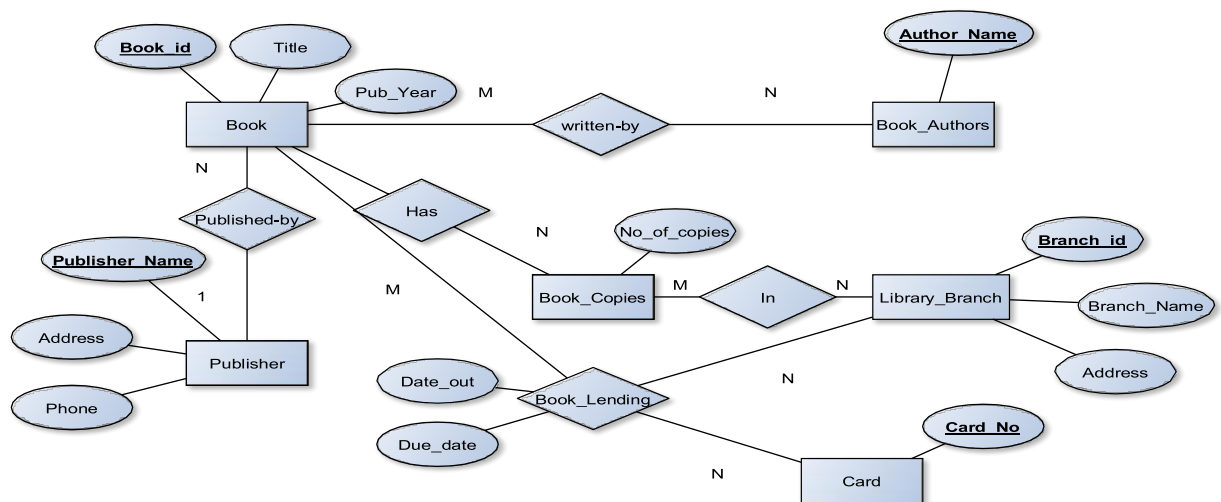 Author_Name
Book_id
Title
Pub_Year
M
N
Book
written-by
Book_Authors
N
Has
Published-by
N
No_of_copies
Branch_id
Publisher_Name
1
M
Book_Copies
M
In
N
Library_Branch
Branch_Name
Address
Publisher
Date_out
N
Address
Phone
Book_Lending
Due_date
Card_No
N
Card